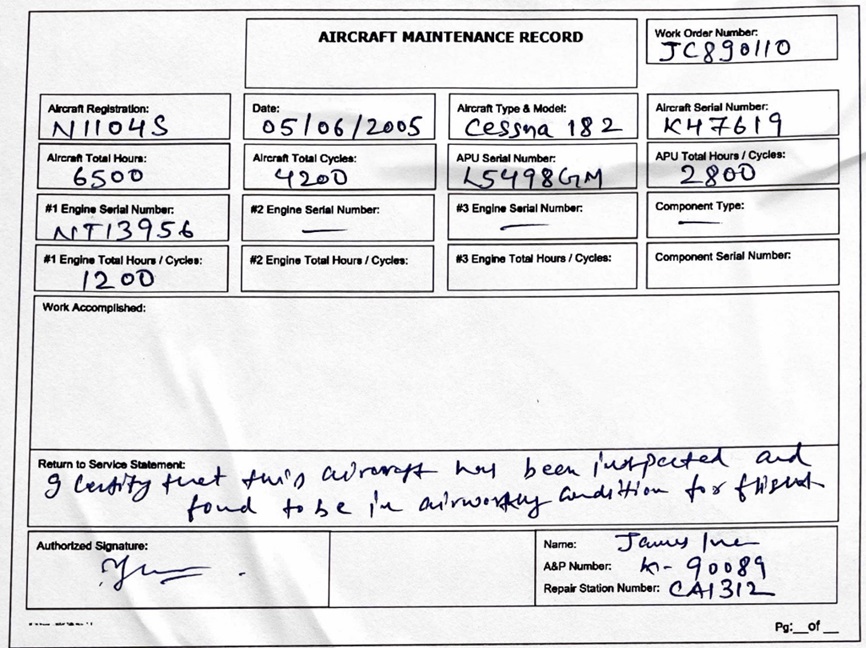 AIRCRAFT MAINTENANCE RECORD
Work Order Number:
JC890110
Aircraft Registration:
N1104S
Date:
05/06/2005
Aircraft Type & Model:
Cessna 182
Aircraft Serial Number:
K47619
Aircraft Total Hours:
6500
Aircraft Total Cycles:
4200
APU Serial Number:
L5498GM
APU Total Hours / Cycles:
2800
#1 Engine Serial Number:
NT13956
#2 Engine Serial Number:
—
#3 Engine Serial Number:
—
Component Type:
—
#1 Engine Total Hours / Cycles:
1200
#2 Engine Total Hours / Cycles:
#3 Engine Total Hours / Cycles:
Component Serial Number:
Work Accomplished:
Return to Service Statement:
I certify that this aircraft has been inspected and
found to be in airworthy condition for flight
Authorized Signature:
Name: James
A&P Number: 90089
Repair Station Number: CA1312
Pg:__of __